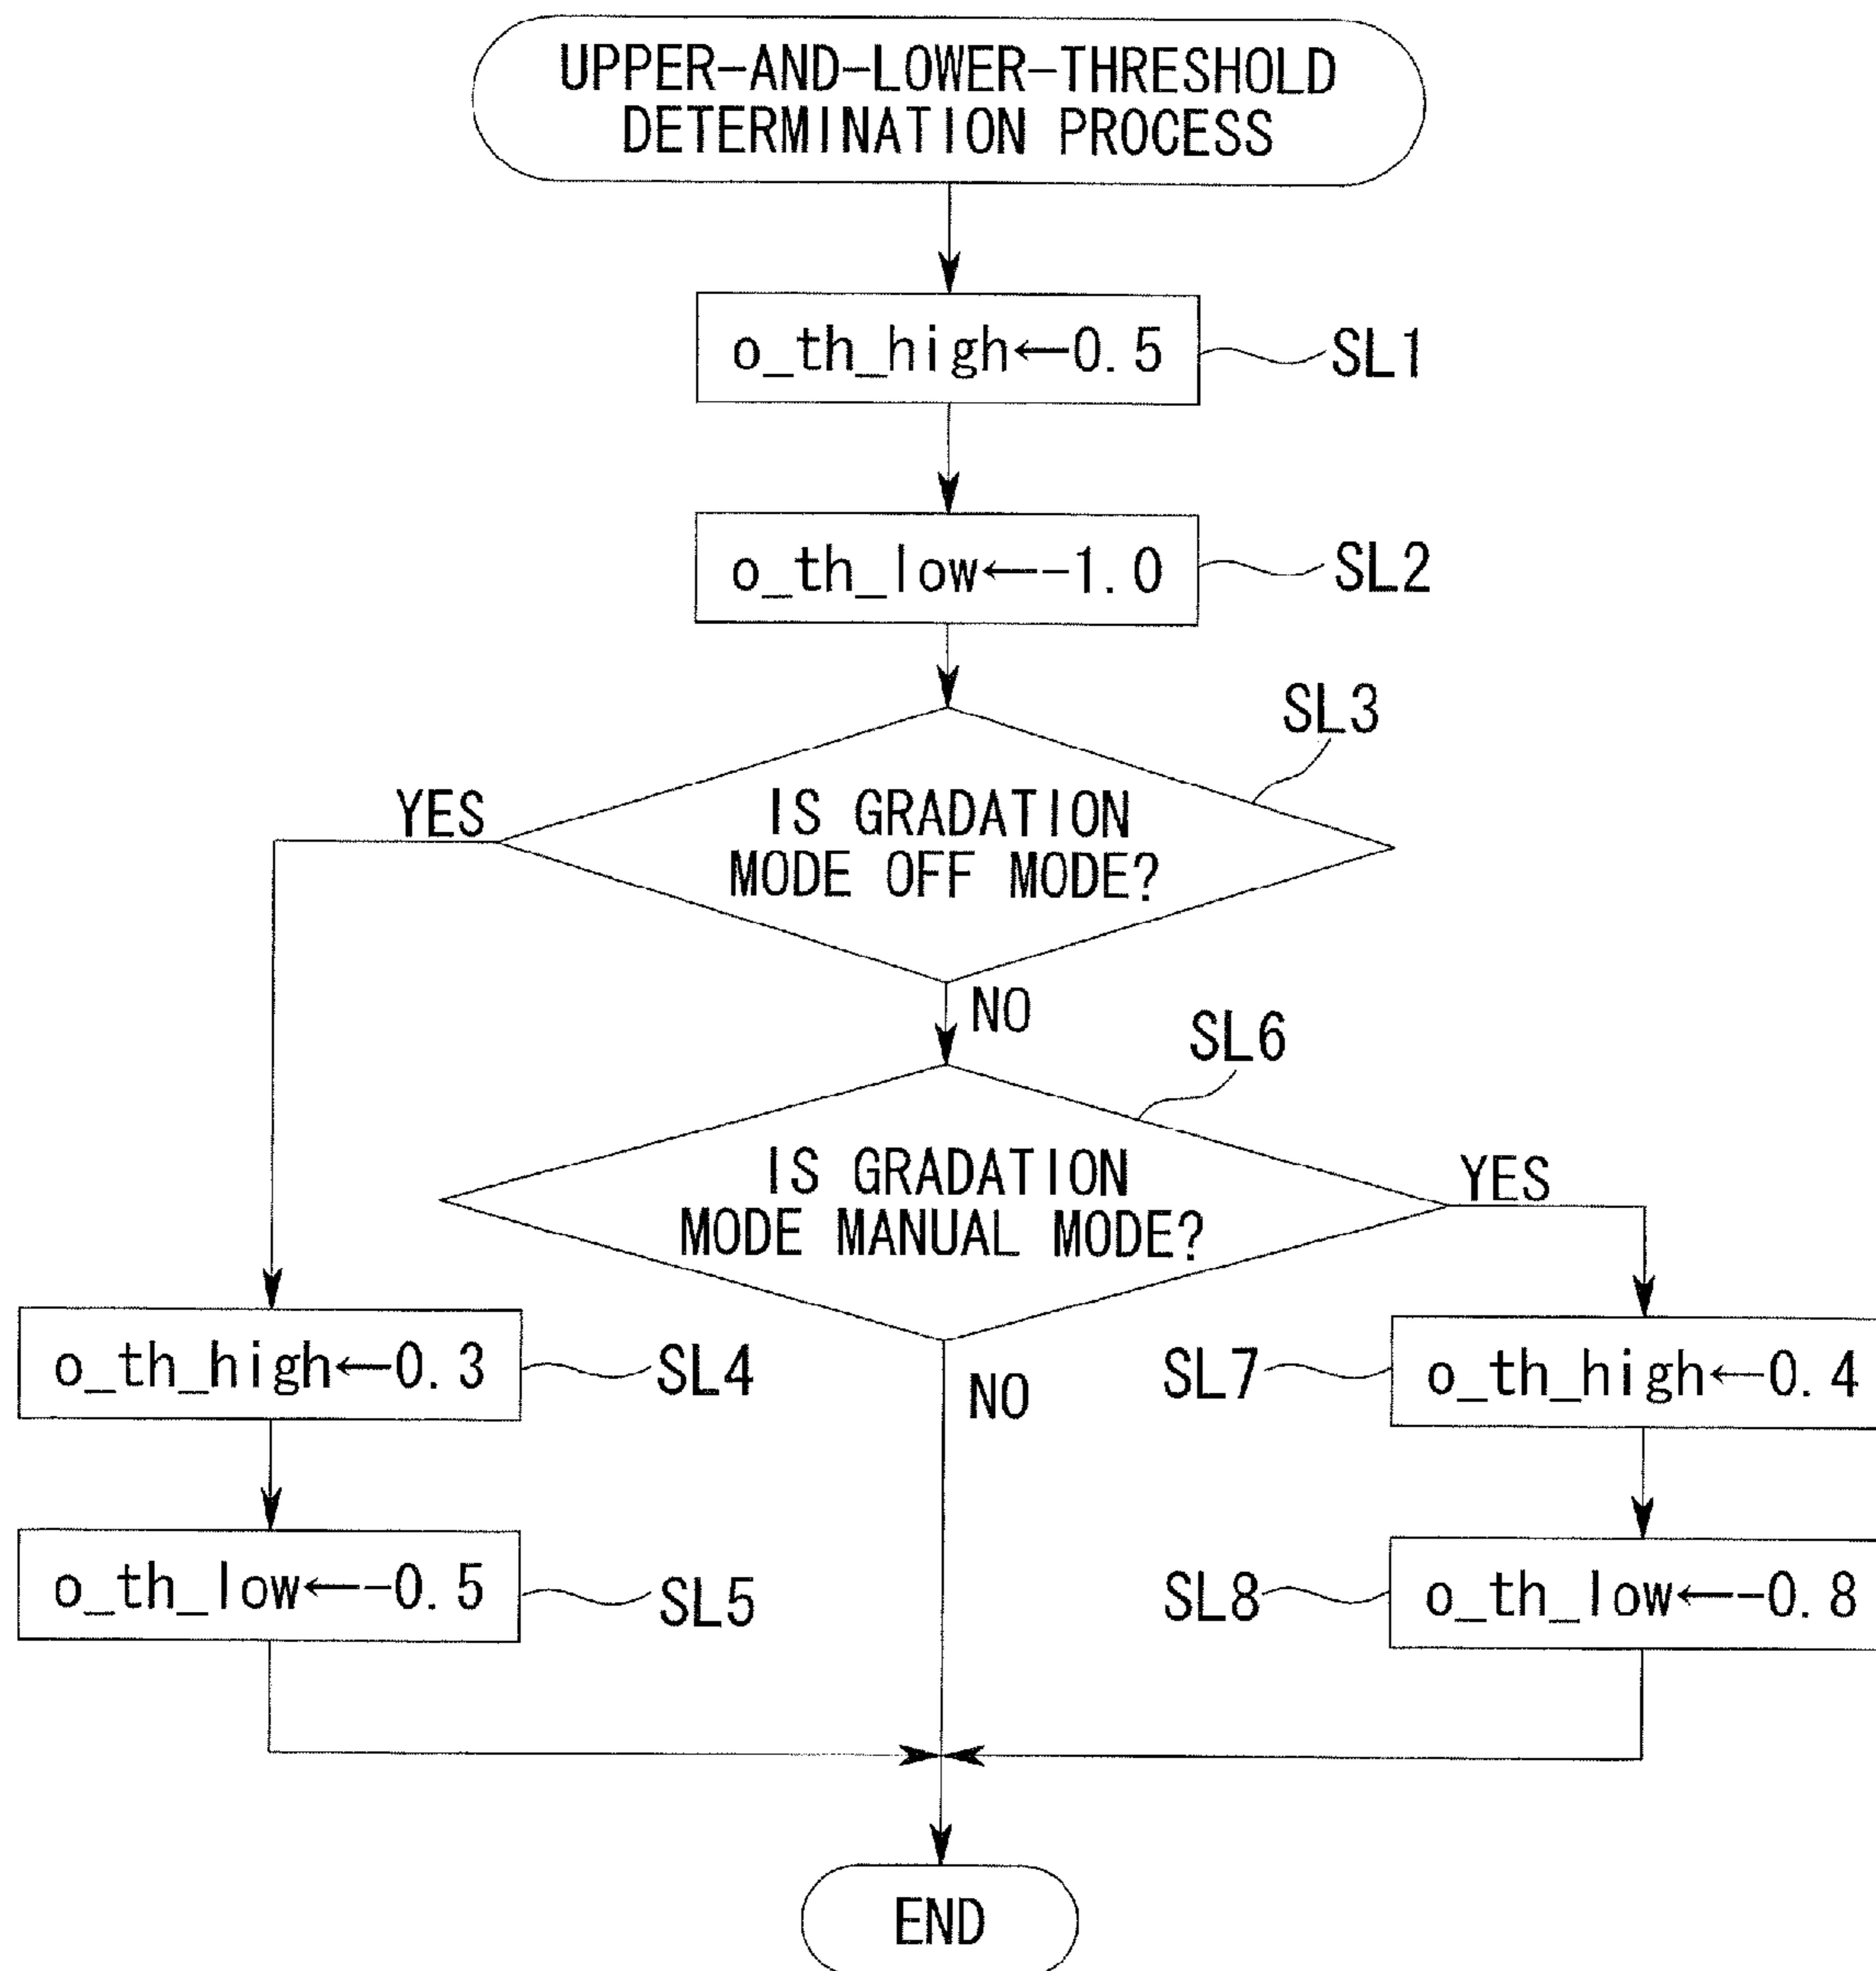 UPPER-AND-LOWER-THRESHOLD
DETERMINATION PROCESS
o_th_high←0.5
SL1
o_th_low←-1.0
SL2
SL3
YES
IS GRADATION
MODE OFF MODE?
NO
SL6
IS GRADATION
MODE MANUAL MODE?
YES
o_th_high←0.3
SL4
NO
SL7
o_th_high←0.4
o_th_low←-0.5
SL5
SL8
o_th_low←-0.8
END